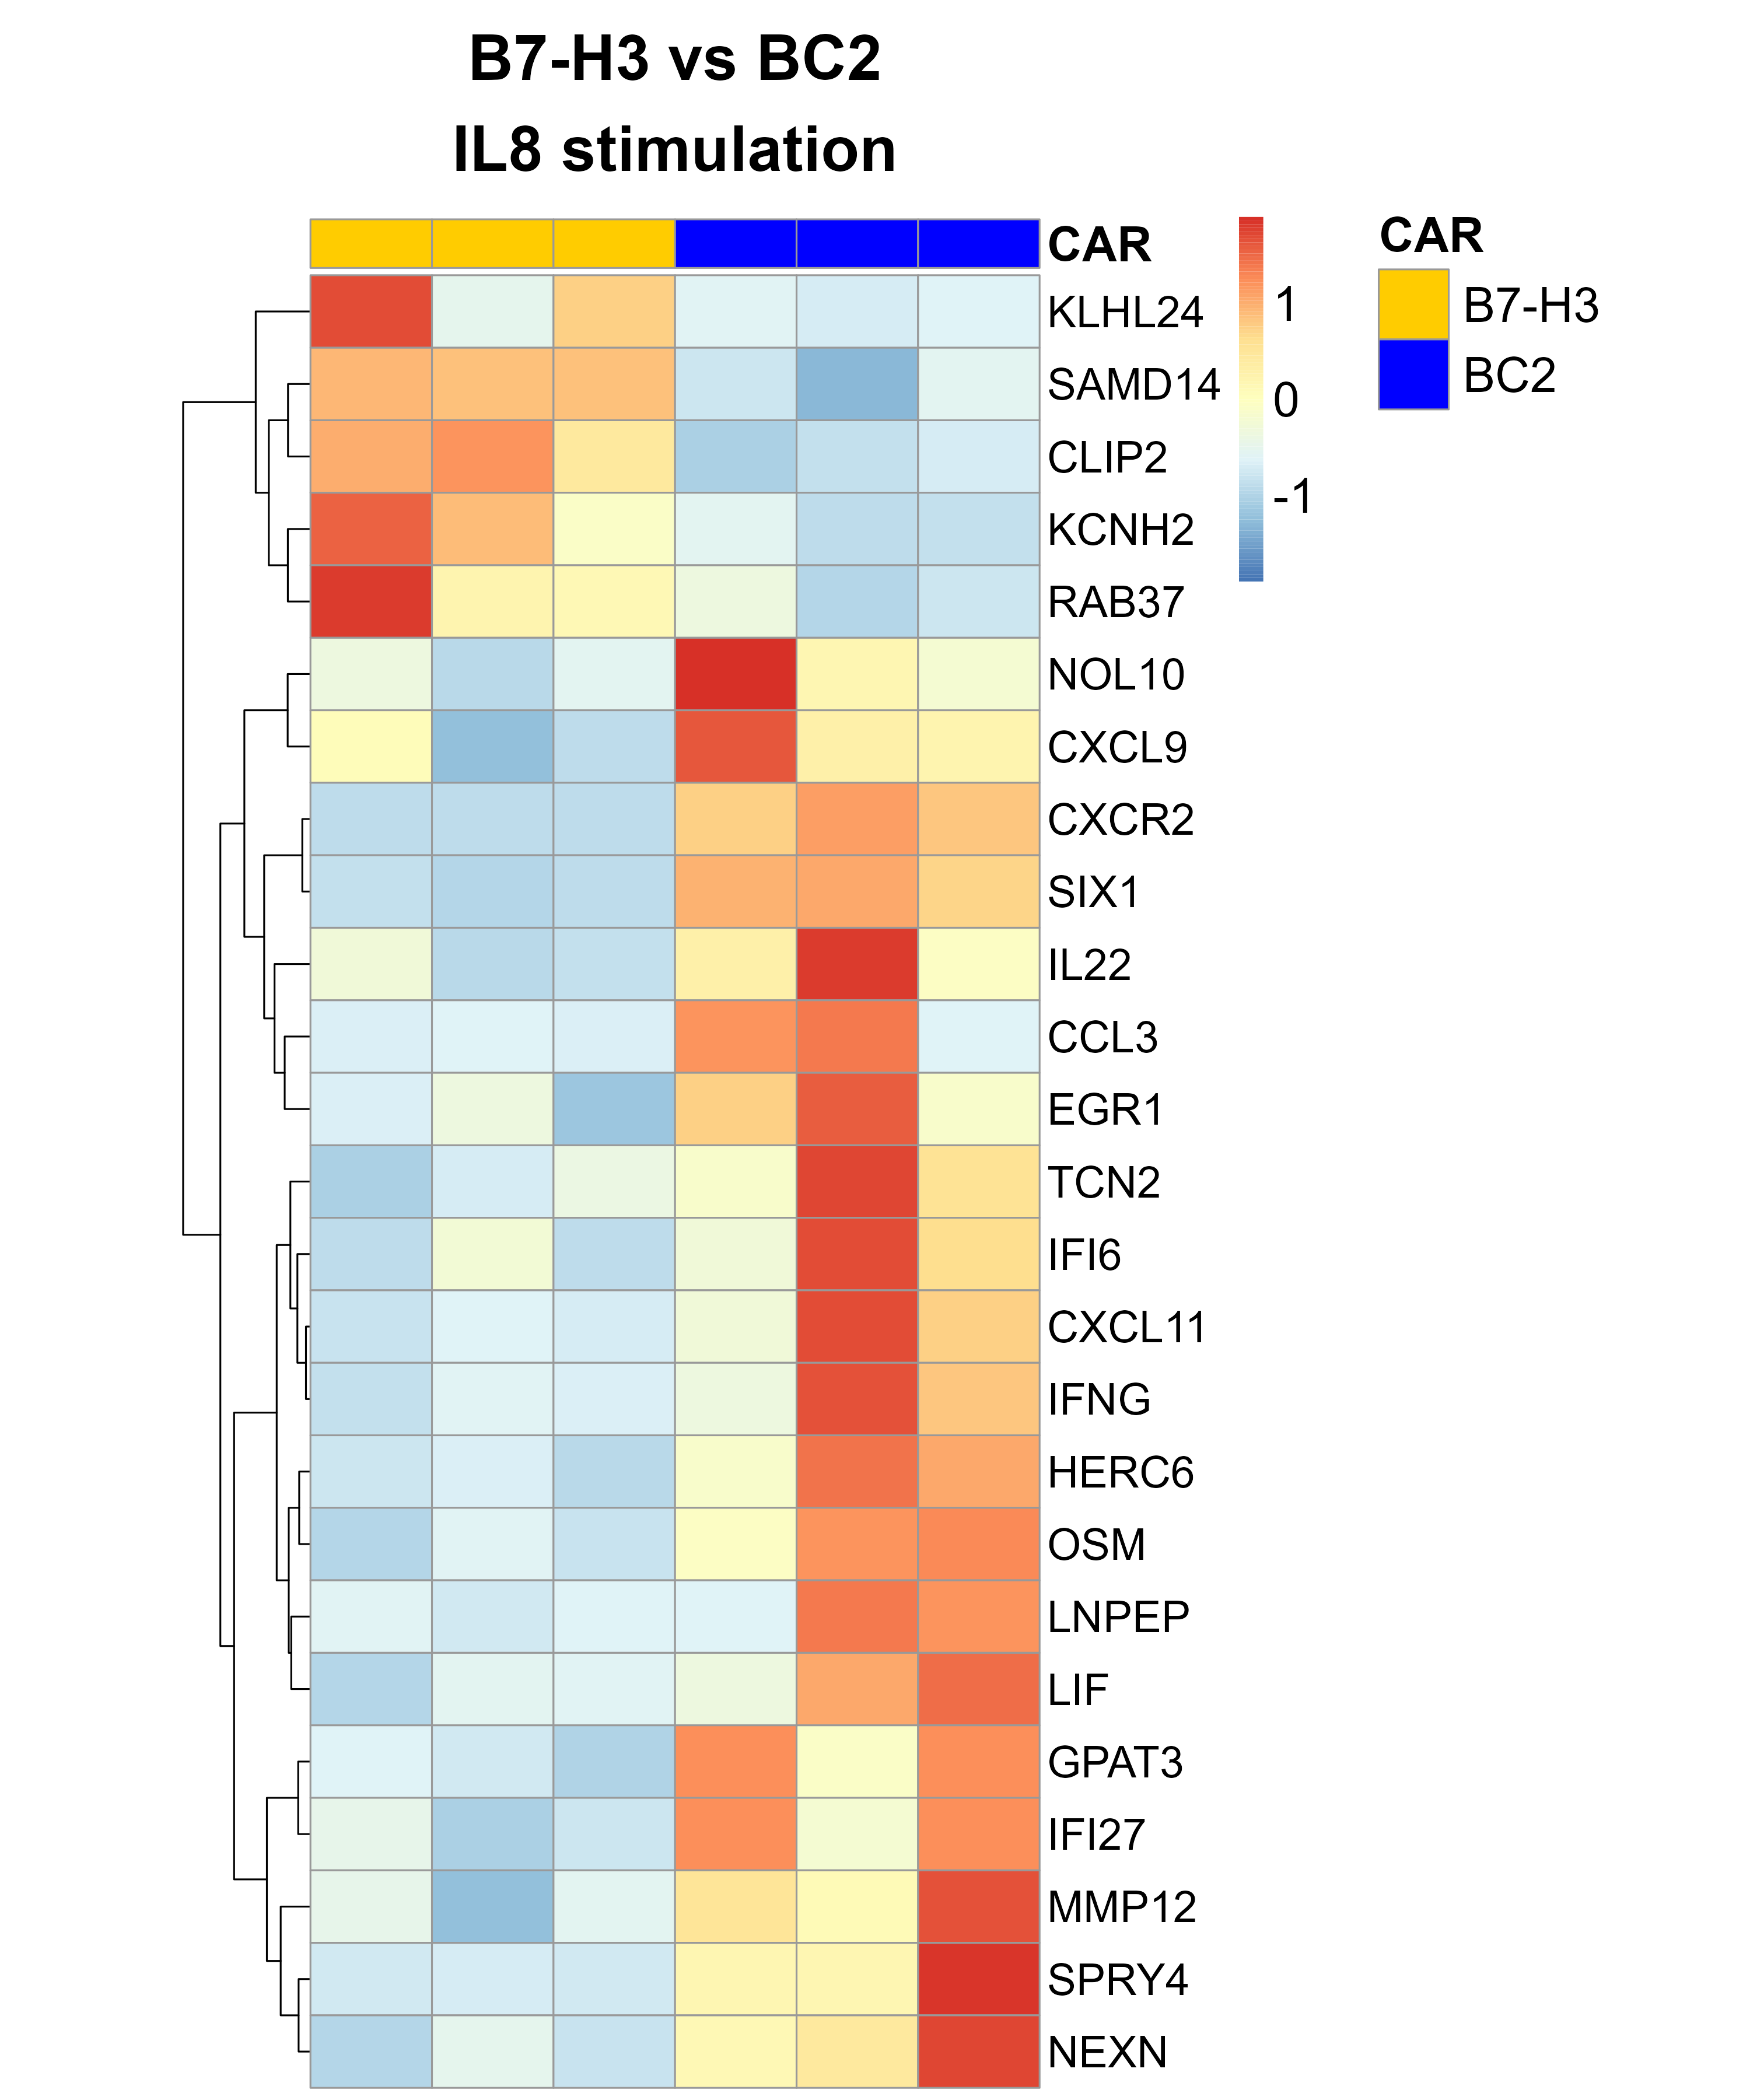 B7-H3 vs BC2
IL8 stimulation
CAR
KLHL24
SAMD14
CLIP2
KCNH2
RAB37
NOL10
CXCL9
CXCR2
SIX1
IL22
CCL3
EGR1
TCN2
IFI6
CXCL11
IFNG
HERC6
OSM
LNPEP
LIF
GPAT3
IFI27
MMP12
SPRY4
NEXN
1
0
-1
CAR
B7-H3
BC2